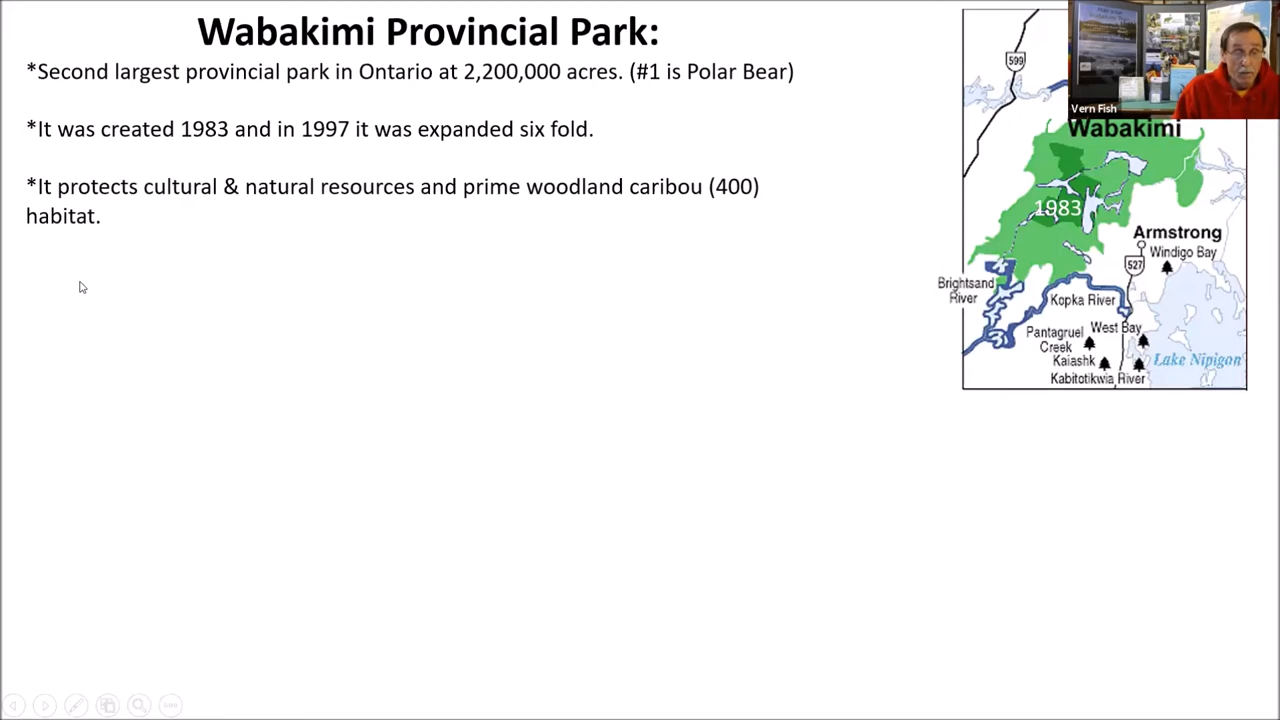 Wabakimi Provincial Park:
*Second largest provincial park in Ontario at 2,200,000 acres. (#1 is Polar Bear)
*It was created 1983 and in 1997 it was expanded six fold.
*It protects cultural & natural resources and prime woodland caribou (400)
habitat.
599
Vern Fish
Wabakimi
1983
Armstrong
Windigo Bay
527
Brightsand
River
Kopka River
Pantagruel
Creek
West Bay
Kaiashk
Lake Nipigon
Kabitotikwia River